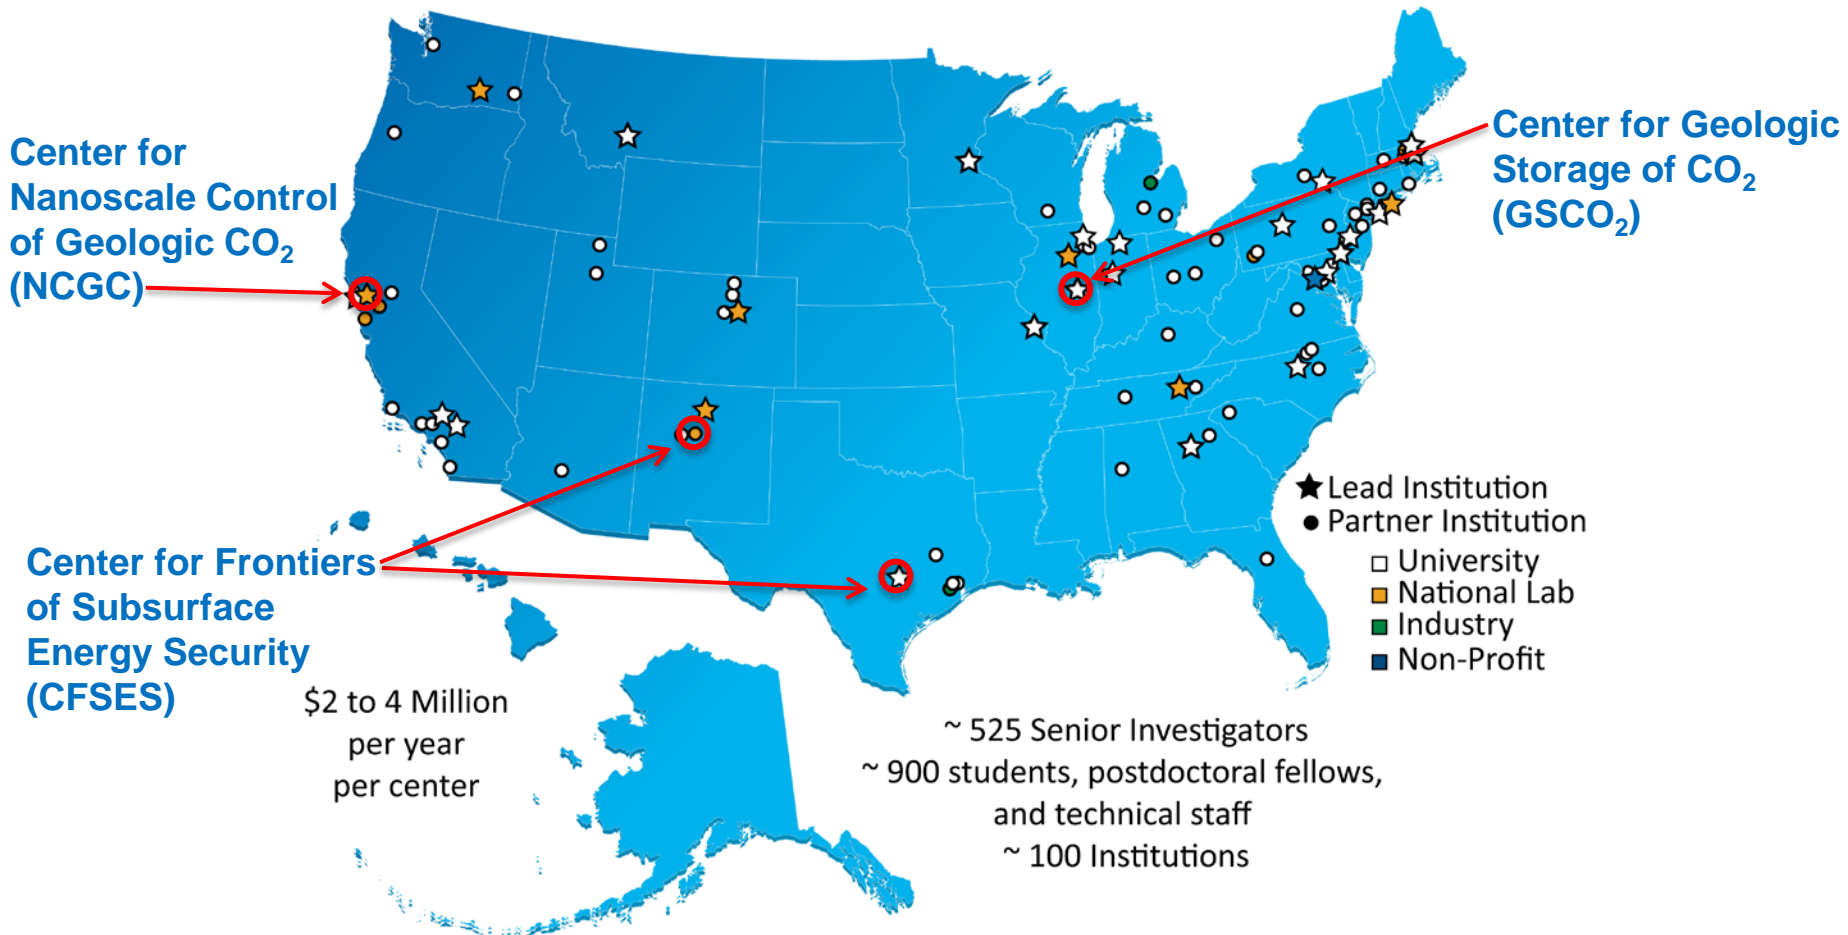 Center for
Nanoscale Control
of Geologic CO₂
(NCGC)
Center for Geologic
Storage of CO₂
(GSCO₂)
Center for Frontiers
of Subsurface
Energy Security
(CFSES)
Lead Institution
Partner Institution
University
National Lab
Industry
Non-Profit
$2 to 4 Million
per year
per center
~ 525 Senior Investigators
~ 900 students, postdoctoral fellows,
and technical staff
~ 100 Institutions